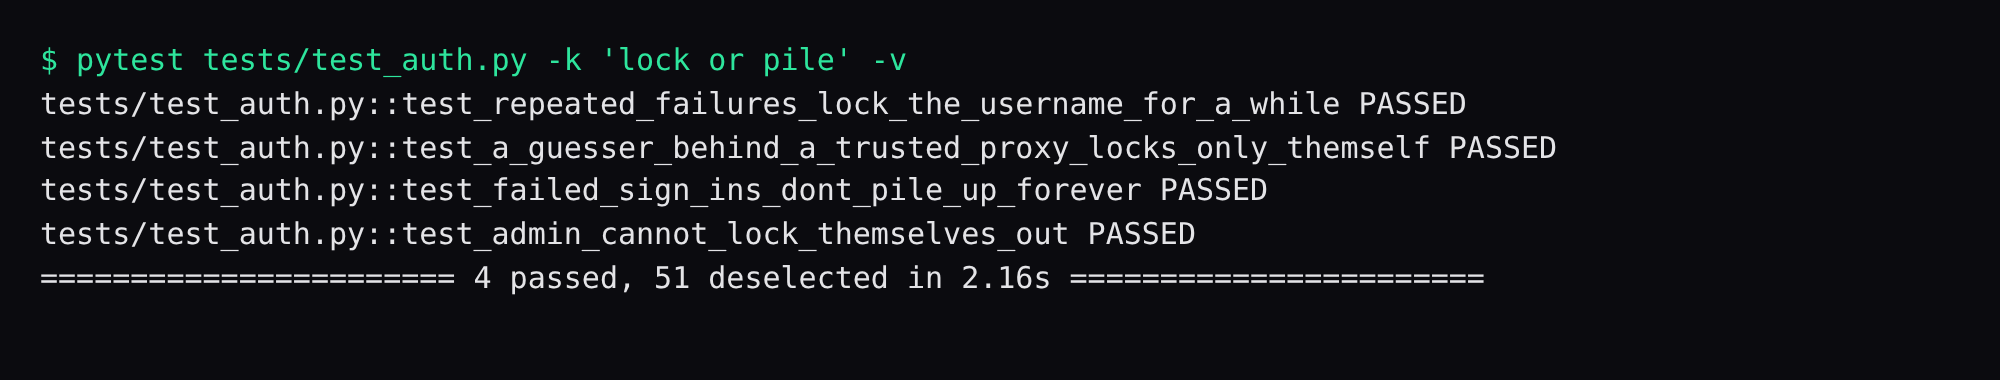 $ pytest tests/test_auth.py -k 'lock or pile' -v
tests/test_auth.py::test_repeated_failures_lock_the_username_for_a_while PASSED
tests/test_auth.py::test_a_guesser_behind_a_trusted_proxy_locks_only_themself PASSED
tests/test_auth.py::test_failed_sign_ins_dont_pile_up_forever PASSED
tests/test_auth.py::test_admin_cannot_lock_themselves_out PASSED
======================= 4 passed, 51 deselected in 2.16s =======================